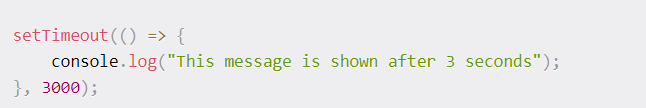 setTimeout(() => {
    console.log("This message is shown after 3 seconds");
}, 3000);